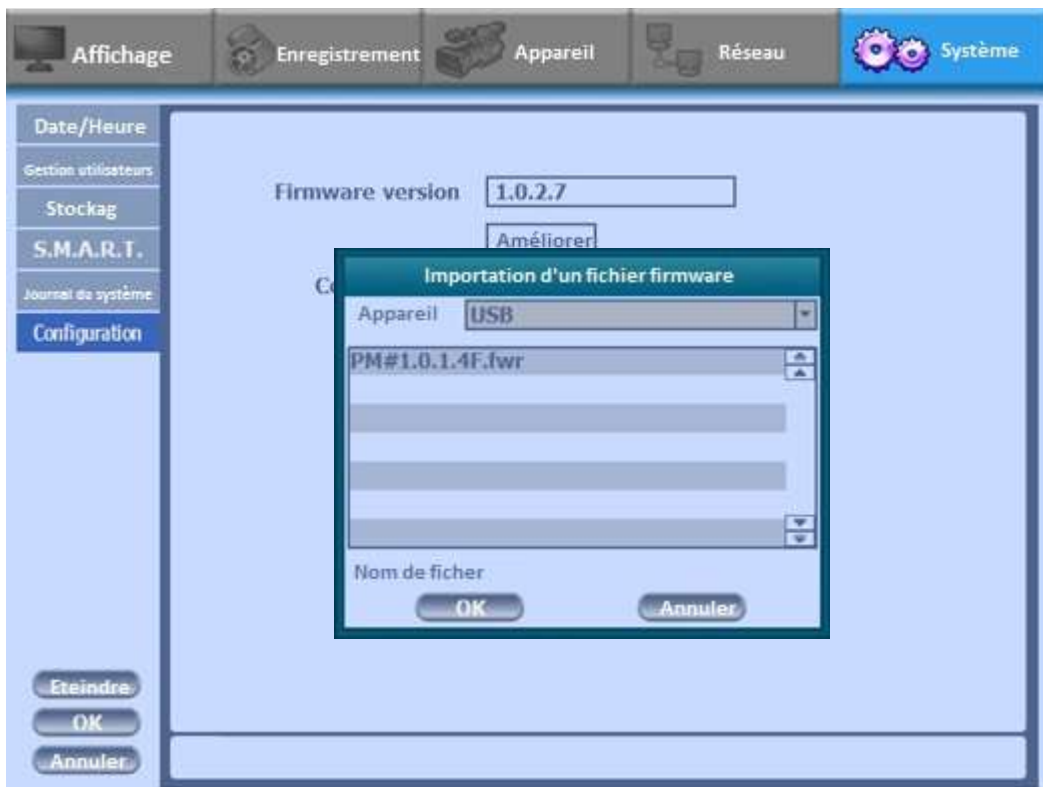 Affichage
Enregistrement
Appareil
Réseau
Système
Date/Heure
Gestion utilisateurs
Stockag
S.M.A.R.T.
Journal du système
Configuration
Firmware version
1.0.2.7
Améliorer
Importation d'un fichier firmware
Appareil
USB
PM#1.0.1.4F.fwr
Nom de ficher
OK
Annuler
Eteindre
OK
Annuler